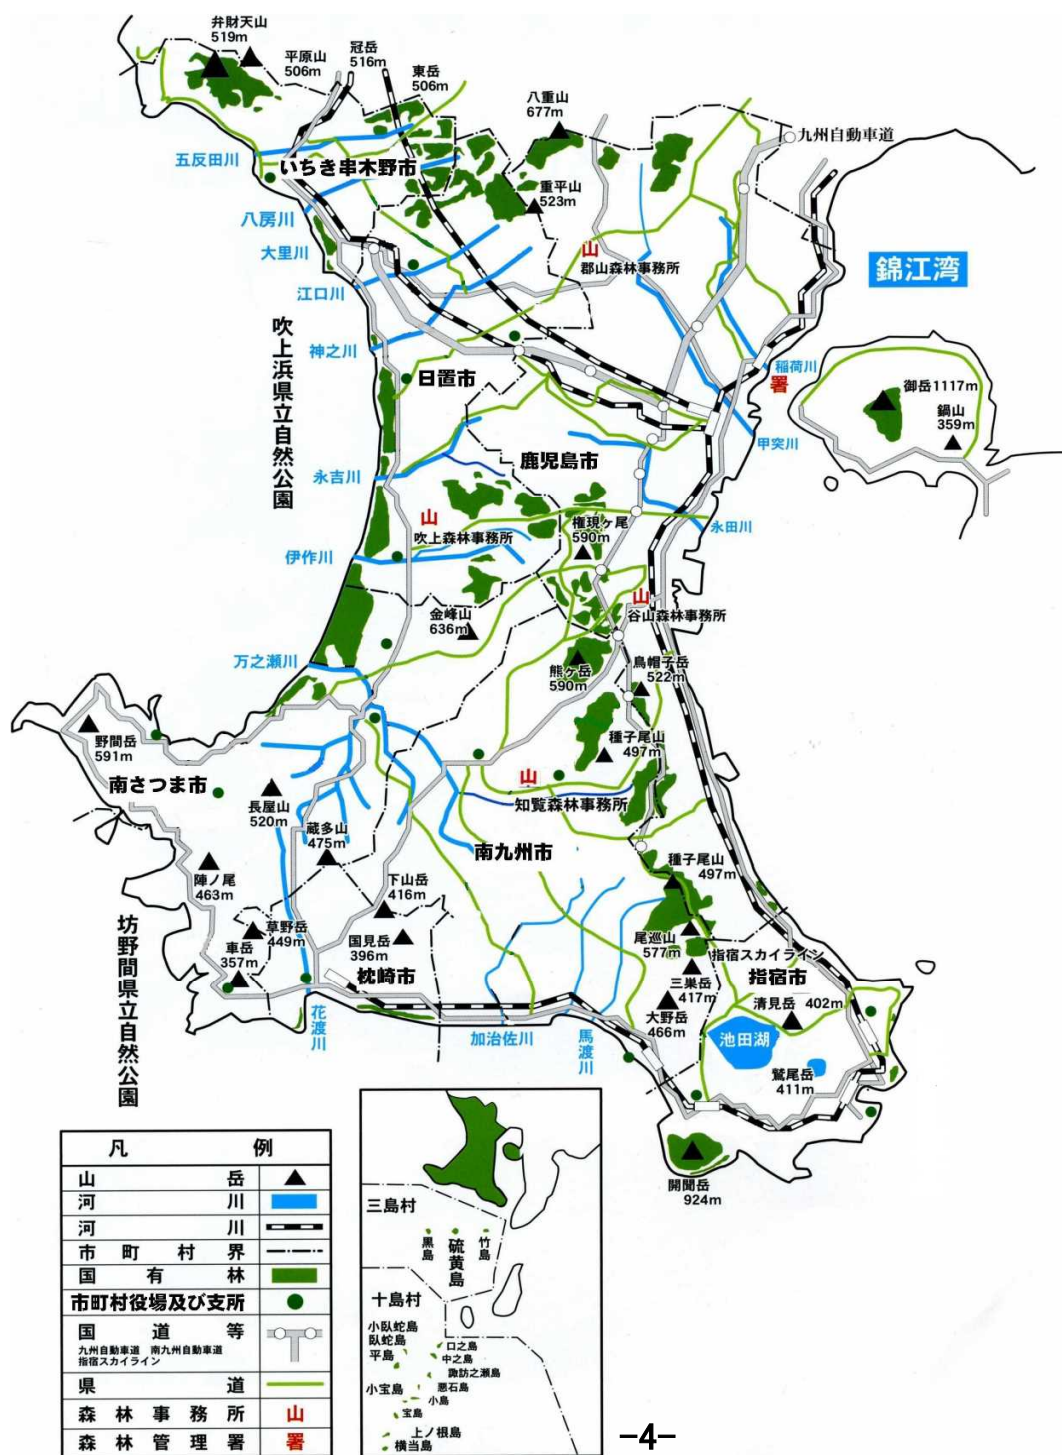 弁財天山
519m
平原山
506m
冠岳
516m
東岳
506m
八重山
677m
九州自動車道
五反田川
いちき串木野市
重平山
523m
八房川
大里川
山
郡山森林事務所
錦江湾
江口川
吹上浜県立自然公園
神之川
日置市
稲荷川
署
御岳1117m
鍋山
359m
甲突川
鹿児島市
永吉川
山
吹上森林事務所
権現ヶ尾
590m
永田川
伊作川
山
谷山森林事務所
金峰山
636m
万之瀬川
熊ヶ岳
590m
烏帽子岳
522m
野間岳
591m
種子尾山
497m
南さつま市
山
知覧森林事務所
長屋山
520m
蔵多山
475m
南九州市
陣ノ尾
463m
種子尾山
497m
下山岳
416m
坊野間県立自然公園
草野岳
449m
車岳
357m
国見岳
396m
尾巡山
577m
指宿スカイライン
枕崎市
三巣岳
417m
指宿市
大野岳
466m
清見岳 402m
花渡川
加治佐川
馬渡川
池田湖
鷲尾岳
411m
開聞岳
924m
凡例
山岳
河川
河川
市町村界
国有林
市町村役場及び支所
国道等
九州自動車道 南九州自動車道
指宿スカイライン
県道
森林事務所 山
森林管理署 署
三島村
黒島
硫黄島
竹島
十島村
小臥蛇島
臥蛇島
平島
口之島
中之島
諏訪之瀬島
小宝島
悪石島
小島
宝島
上ノ根島
横当島
-4-